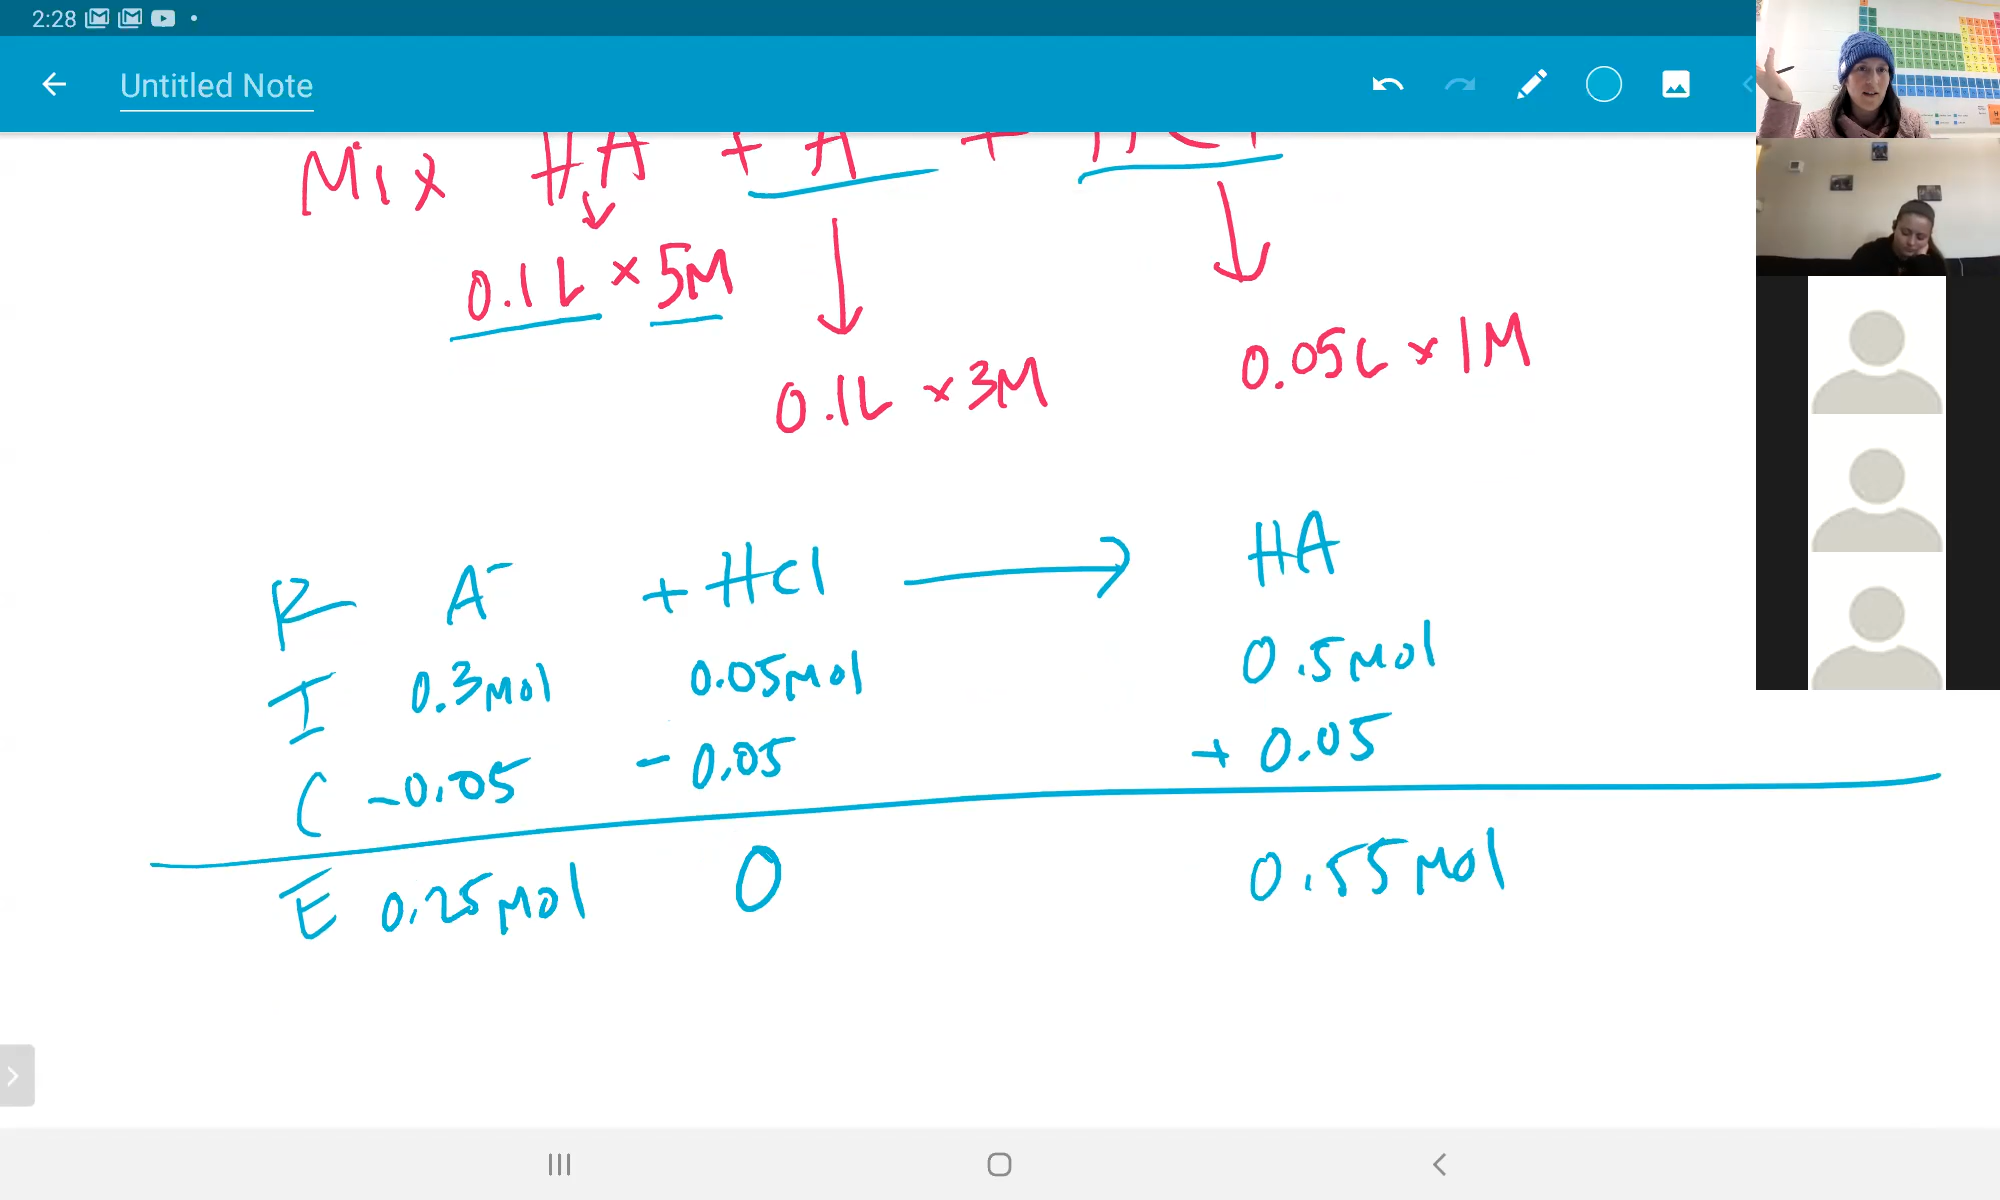 2:28
Untitled Note
Mix HA + A + HCl
0.1L × 5M
0.1L × 3M
0.05L × 1M
R A⁻ + HCl → HA
I 0.3mol 0.05mol 0.5mol
C -0.05 - 0.05 + 0.05
E 0.25mol 0 0.55mol